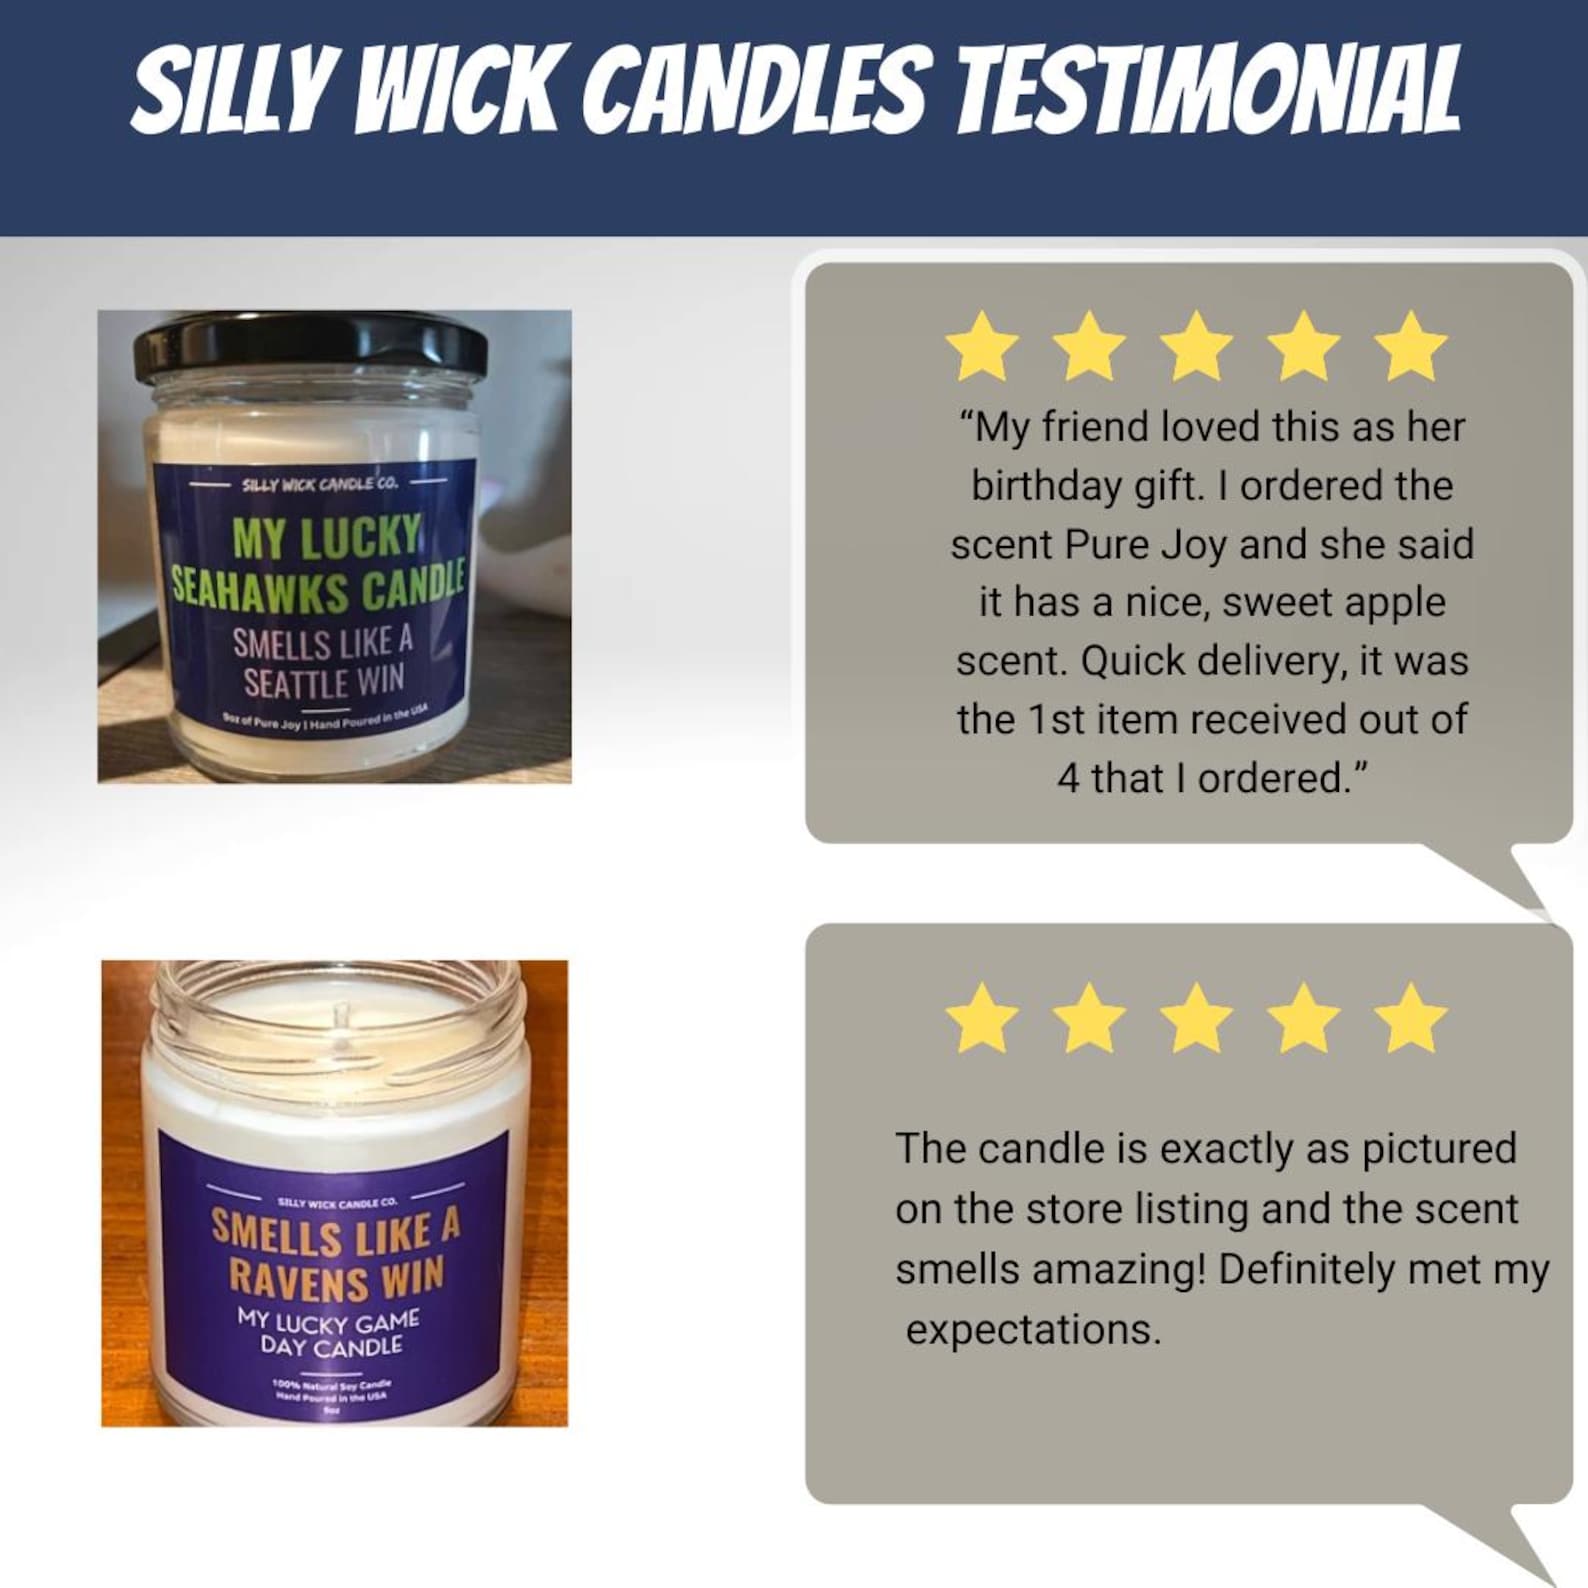 SILLY WICK CANDLES TESTIMONIAL
SILLY WICK CANDLE CO.
MY LUCKY
SEAHAWKS CANDLE
SMELLS LIKE A
SEATTLE WIN
9oz of Pure Joy | Hand Poured in the USA
“My friend loved this as her
birthday gift. I ordered the
scent Pure Joy and she said
it has a nice, sweet apple
scent. Quick delivery, it was
the 1st item received out of
4 that I ordered.”
SILLY WICK CANDLE CO.
SMELLS LIKE A
RAVENS WIN
MY LUCKY GAME
DAY CANDLE
100% Natural Soy Candle
Hand Poured in the USA
The candle is exactly as pictured
on the store listing and the scent
smells amazing! Definitely met my
expectations.